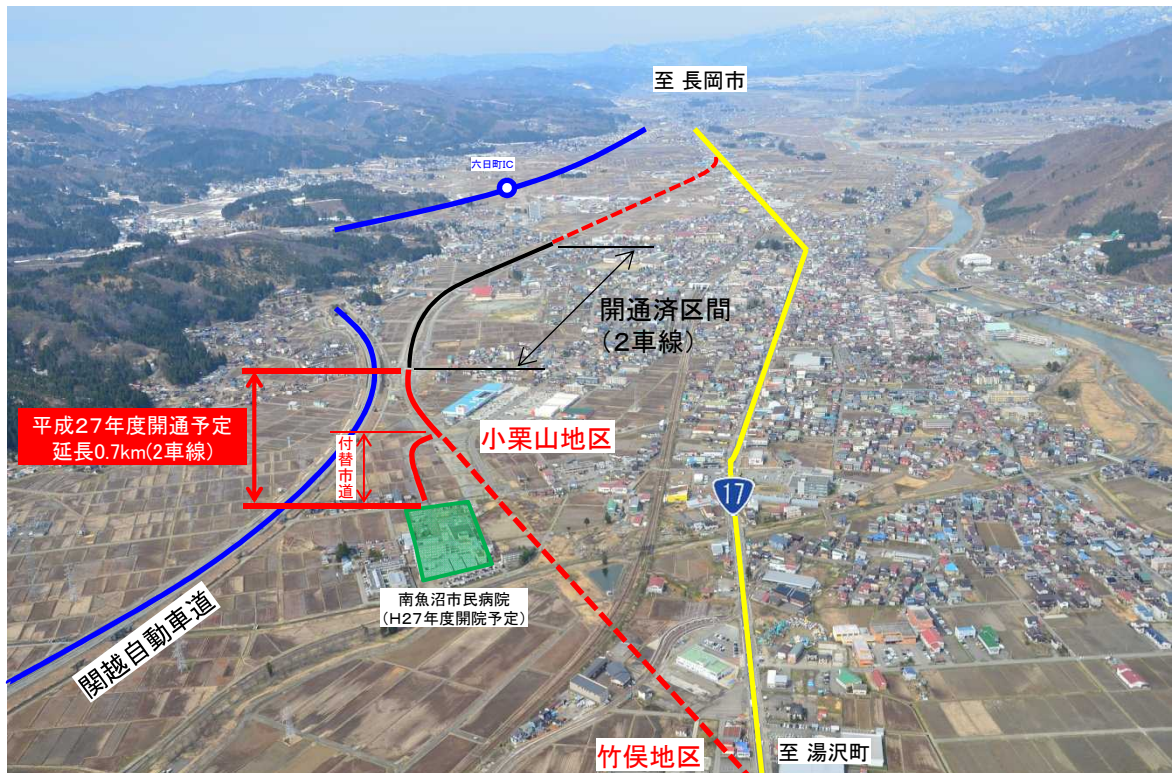 至 長岡市
六日町IC
開通済区間
(2車線)
平成27年度開通予定
延長0.7km(2車線)
付替市道
小栗山地区
17
南魚沼市民病院
(H27年度開院予定)
関越自動車道
竹俣地区
至 湯沢町